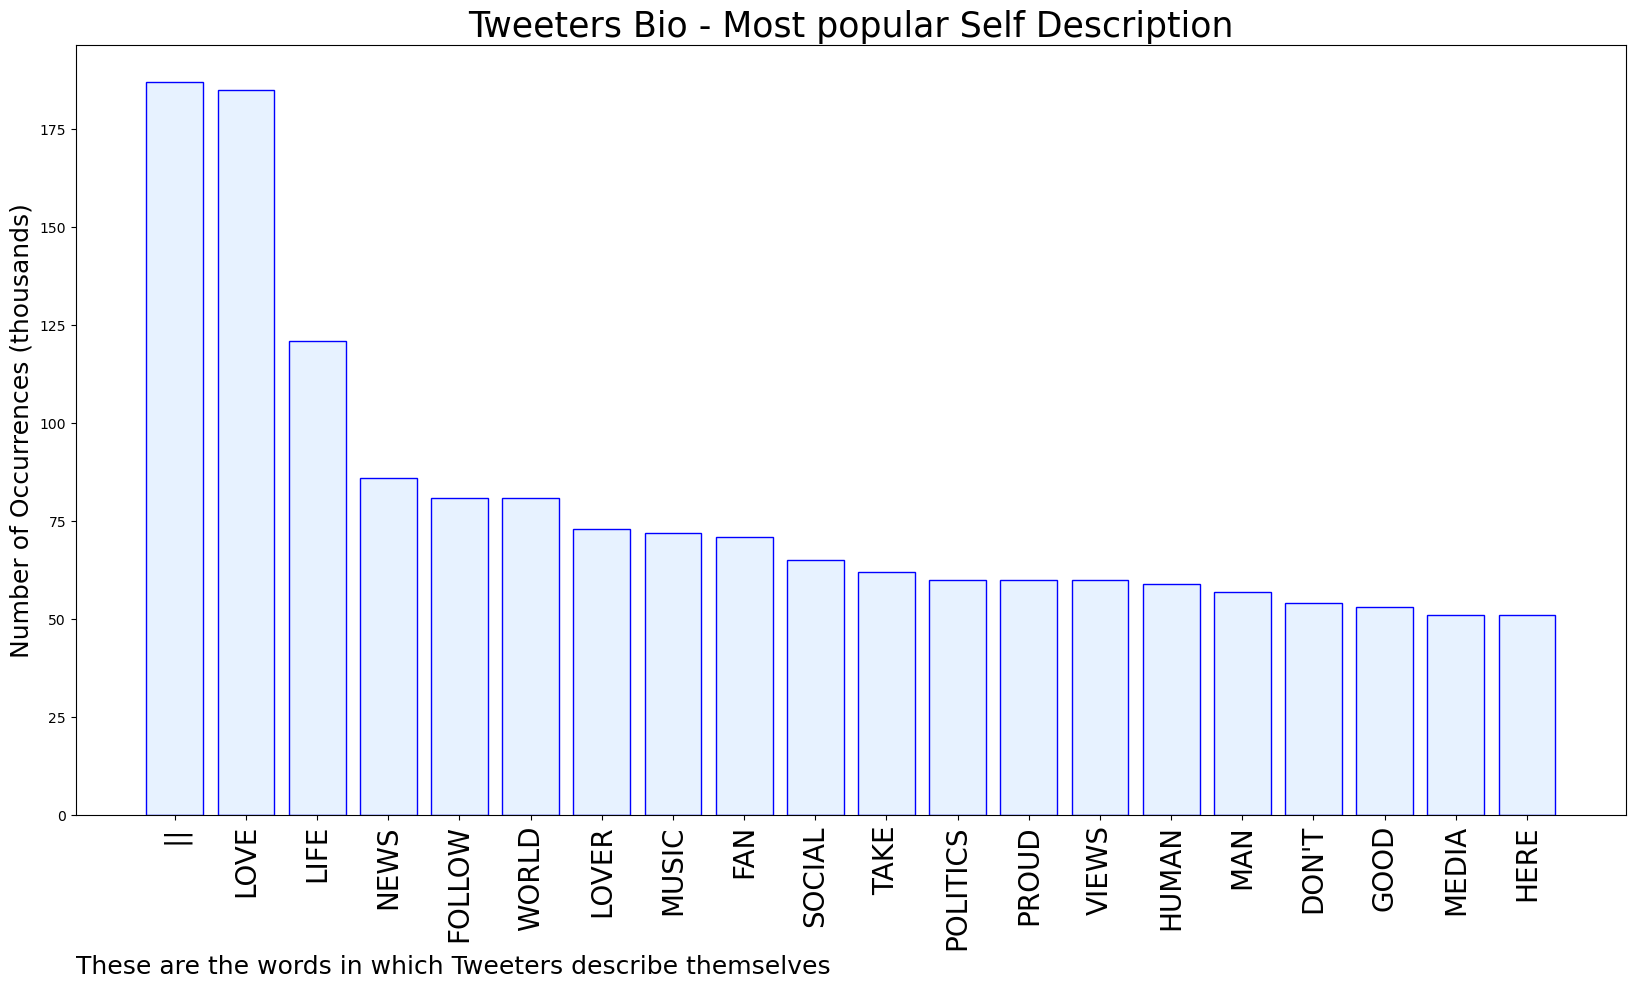 Tweeters Bio - Most popular Self Description
Number of Occurrences (thousands)
175
150
125
100
75
50
25
0
||
LOVE
LIFE
NEWS
FOLLOW
WORLD
LOVER
MUSIC
FAN
SOCIAL
TAKE
POLITICS
PROUD
VIEWS
HUMAN
MAN
DON'T
GOOD
MEDIA
HERE
These are the words in which Tweeters describe themselves